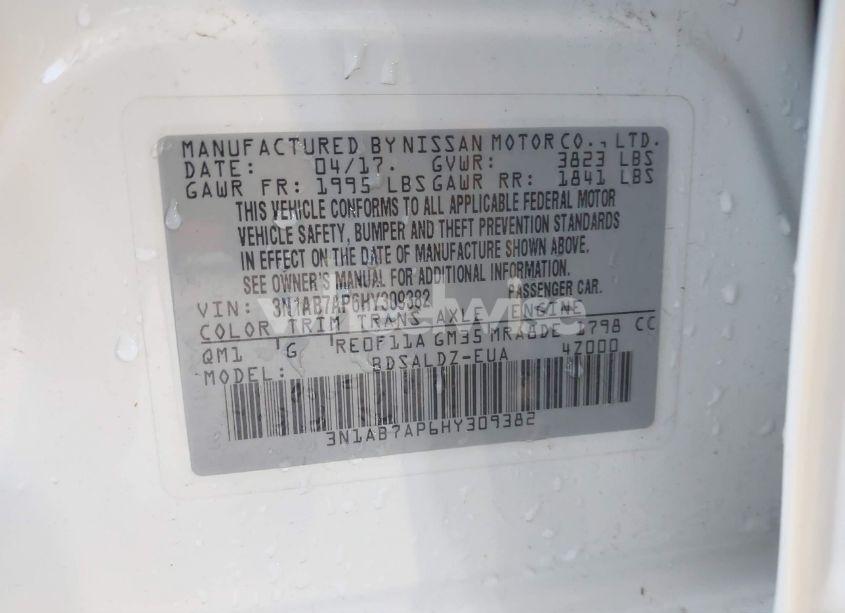 MANUFACTURED BY NISSAN MOTOR CO., LTD.
DATE: 04/17. GVWR: 3823 LBS
GAWR FR: 1995 LBS GAWR RR: 1841 LBS
THIS VEHICLE CONFORMS TO ALL APPLICABLE FEDERAL MOTOR
VEHICLE SAFETY, BUMPER AND THEFT PREVENTION STANDARDS
IN EFFECT ON THE DATE OF MANUFACTURE SHOWN ABOVE.
SEE OWNER'S MANUAL FOR ADDITIONAL INFORMATION.
VIN: 3N1AB7AP6HY309382 PASSENGER CAR.
COLOR TRIM TRANS AXLE ENGINE
QM1 G RE0F11A GM35 MRA8DE 1798 CC
MODEL: BDSALDZ-EUA 4Z000
3N1AB7AP6HY309382